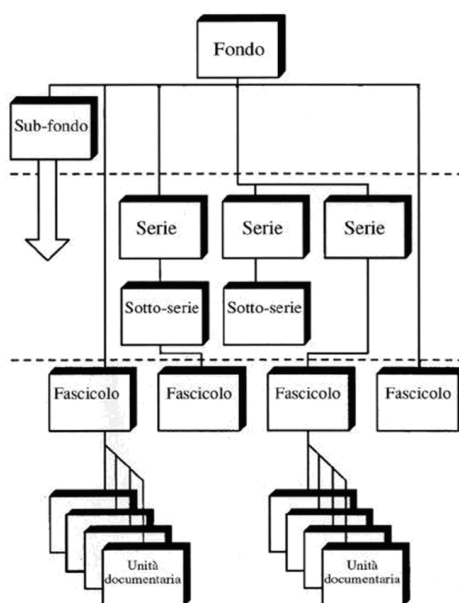 Fondo
Sub-fondo
Serie
Serie
Serie
Sotto-serie
Sotto-serie
Fascicolo
Fascicolo
Fascicolo
Fascicolo
Unità
documentaria
Unità
documentaria